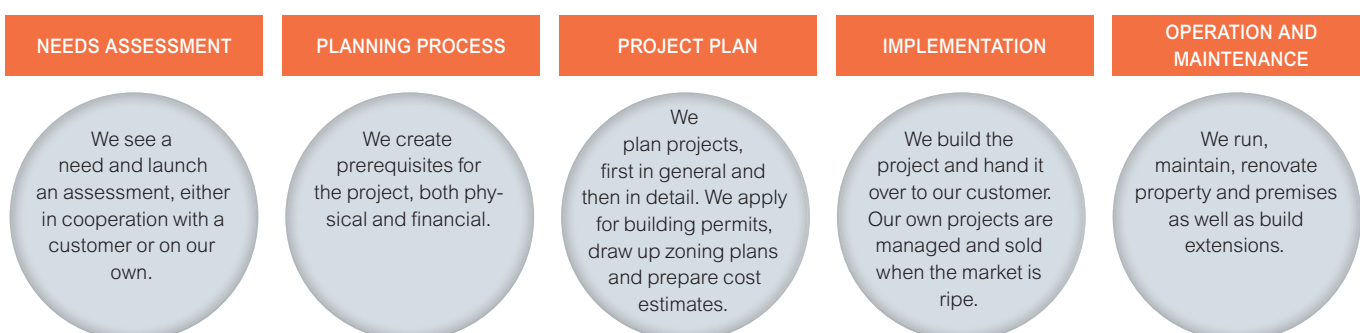 NEEDS ASSESSMENT
We see a
need and launch
an assessment, either
in cooperation with a
customer or on our
own.
PLANNING PROCESS
We create
prerequisites for
the project, both phy-
sical and financial.
PROJECT PLAN
We
plan projects,
first in general and
then in detail. We apply
for building permits,
draw up zoning plans
and prepare cost
estimates.
IMPLEMENTATION
We build the
project and hand it
over to our customer.
Our own projects are
managed and sold
when the market is
ripe.
OPERATION AND
MAINTENANCE
We run,
maintain, renovate
property and premises
as well as build
extensions.